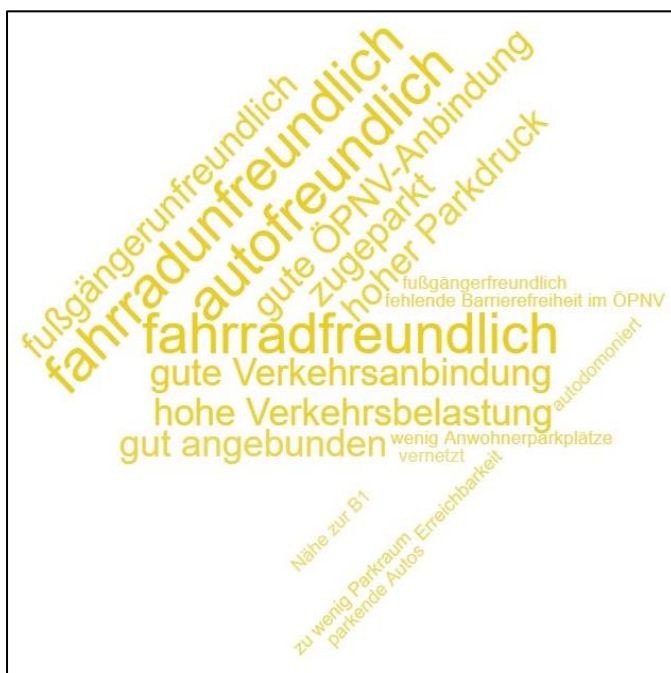 fußgängerunfreundlich
fahrradunfreundlich
autofreundlich
gute ÖPNV-Anbindung
zugeparkt
hoher Parkdruck
fußgängerfreundlich
fehlende Barrierefreiheit im ÖPNV
fahrradfreundlich
gute Verkehrsanbindung
autodomoniert
hohe Verkehrsbelastung
gut angebunden
wenig Anwohnerparkplätze
vernetzt
Nähe zur B1
Erreichbarkeit
zu wenig Parkraum
parkende Autos